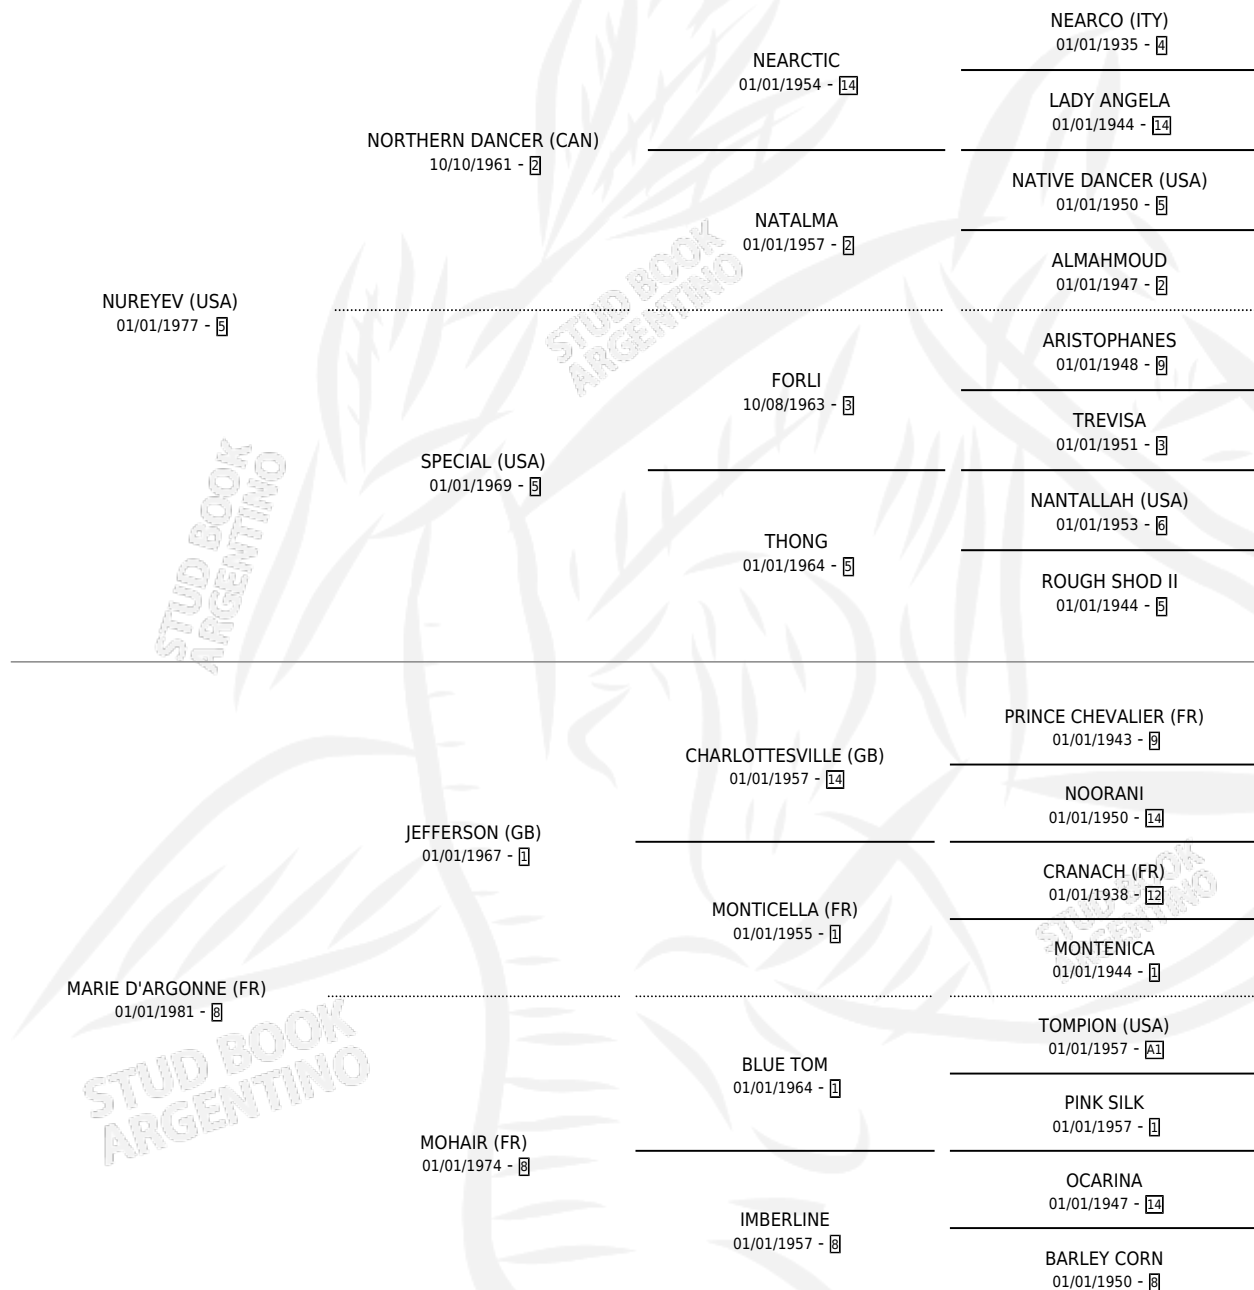 NUREYEV (USA)
01/01/1977 - 5
NORTHERN DANCER (CAN)
10/10/1961 - 2
SPECIAL (USA)
01/01/1969 - 5
NEARCTIC
01/01/1954 - 14
NATALMA
01/01/1957 - 2
FORLI
10/08/1963 - 3
THONG
01/01/1964 - 5
NEARCO (ITY)
01/01/1935 - 4
LADY ANGELA
01/01/1944 - 14
NATIVE DANCER (USA)
01/01/1950 - 5
ALMAHMOUD
01/01/1947 - 2
ARISTOPHANES
01/01/1948 - 9
TREVISA
01/01/1951 - 3
NANTALLAH (USA)
01/01/1953 - 6
ROUGH SHOD II
01/01/1944 - 5
STUD BOOK
ARGENTINO
STUD BOOK
ARGENTINO
MARIE D'ARGONNE (FR)
01/01/1981 - 8
JEFFERSON (GB)
01/01/1967 - 1
MOHAIR (FR)
01/01/1974 - 8
CHARLOTTESVILLE (GB)
01/01/1957 - 14
MONTICELLA (FR)
01/01/1955 - 1
BLUE TOM
01/01/1964 - 1
IMBERLINE
01/01/1957 - 8
PRINCE CHEVALIER (FR)
01/01/1943 - 9
NOORANI
01/01/1950 - 14
CRANACH (FR)
01/01/1938 - 12
MONTENICA
01/01/1944 - 1
TOMPION (USA)
01/01/1957 - A1
PINK SILK
01/01/1957 - 1
OCARINA
01/01/1947 - 14
BARLEY CORN
01/01/1950 - 8
STUD BOOK
ARGENTINO
STUD BOOK
ARGENTINO